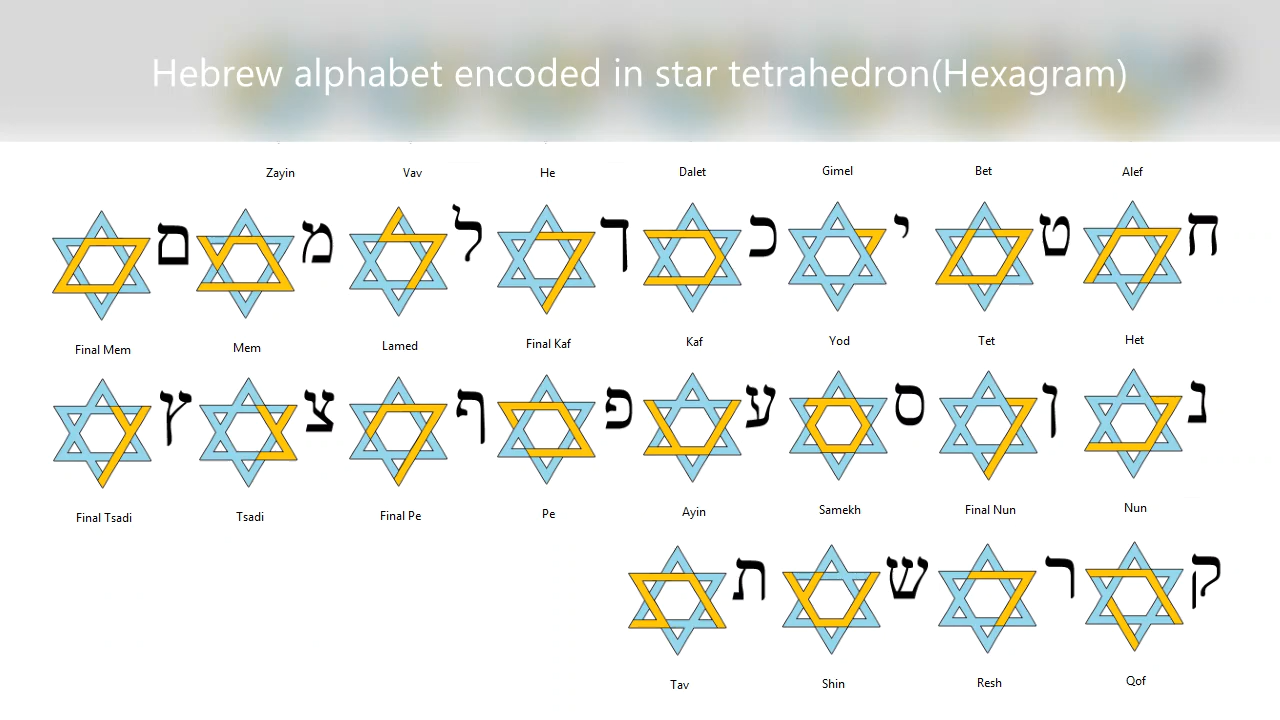 Hebrew alphabet encoded in star tetrahedron(Hexagram)
Zayin Vav He Dalet Gimel Bet Alef
ם מ ל ך כ י ט ח
Final Mem Mem Lamed Final Kaf Kaf Yod Tet Het
ץ צ ף פ ע ס ן נ
Final Tsadi Tsadi Final Pe Pe Ayin Samekh Final Nun Nun
ת ש ר ק
Tav Shin Resh Qof